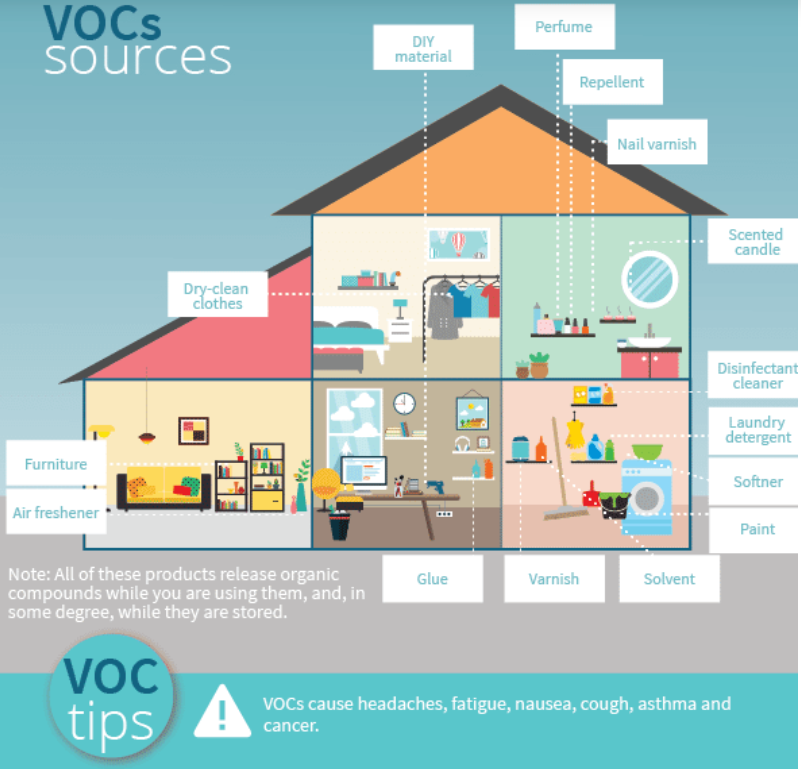 VOCs
sources
DIY
material
Perfume
Repellent
Nail varnish
Scented
candle
Dry-clean
clothes
Disinfectant
cleaner
Laundry
detergent
Furniture
Softner
Air freshener
Paint
Glue
Varnish
Solvent
Note: All of these products release organic
compounds while you are using them, and, in
some degree, while they are stored.
VOC
tips
VOCs cause headaches, fatigue, nausea, cough, asthma and
cancer.